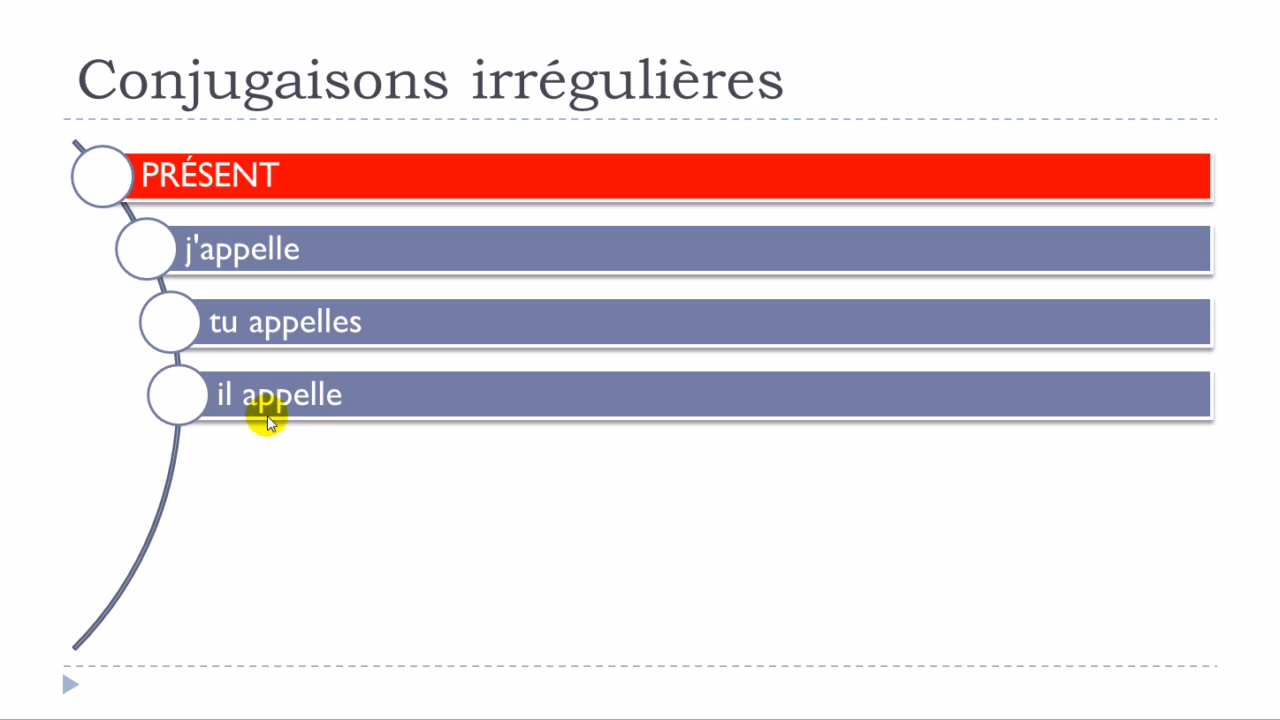 Conjugaisons irrégulières
PRÉSENT
j'appelle
tu appelles
il appelle